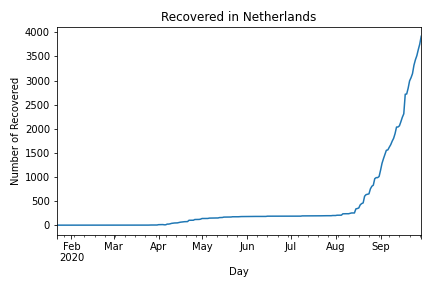 Recovered in Netherlands
Number of Recovered
4000
3500
3000
2500
2000
1500
1000
500
0
Feb Mar Apr May Jun Jul Aug Sep
2020
Day